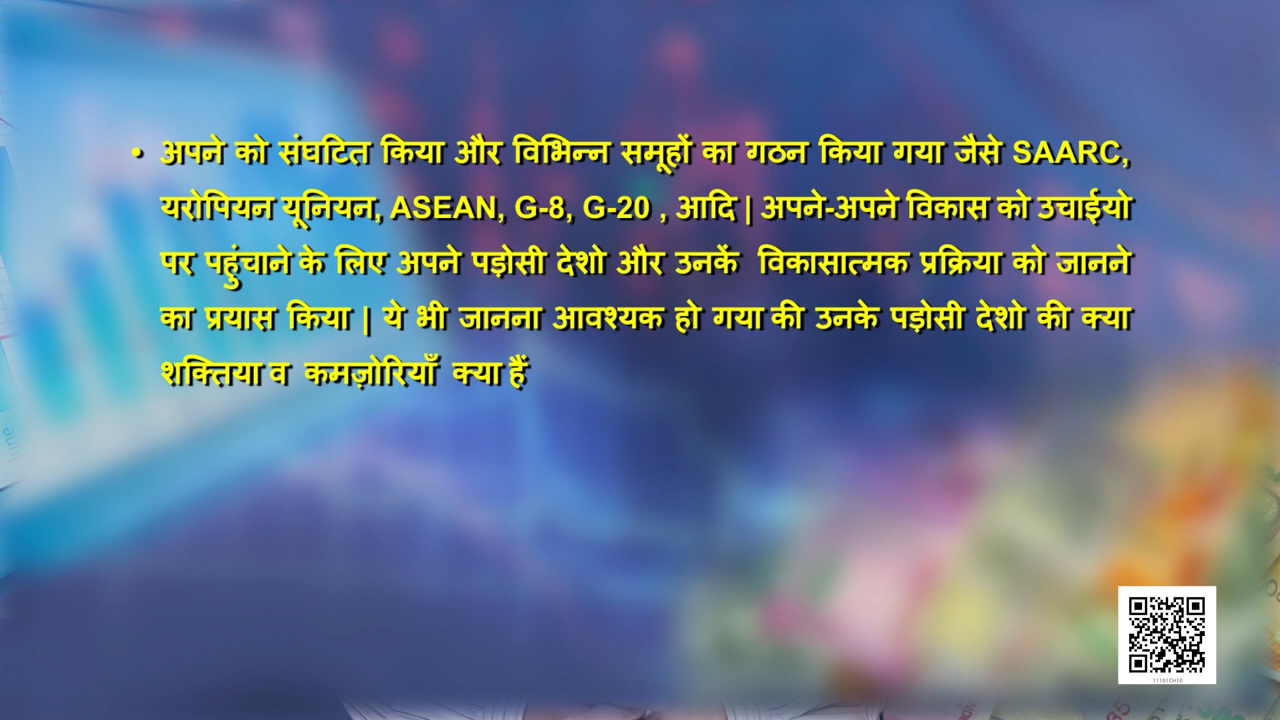 • अपने को संघटित किया और विभिन्न समूहों का गठन किया गया जैसे SAARC,
यरोपियन यूनियन, ASEAN, G-8, G-20 , आदि | अपने-अपने विकास को उचाईयो
पर पहुंचाने के लिए अपने पड़ोसी देशो और उनकें विकासात्मक प्रक्रिया को जानने
का प्रयास किया | ये भी जानना आवश्यक हो गया की उनके पड़ोसी देशो की क्या
शक्तिया व कमज़ोरियाँ क्या हैं
11101CH10